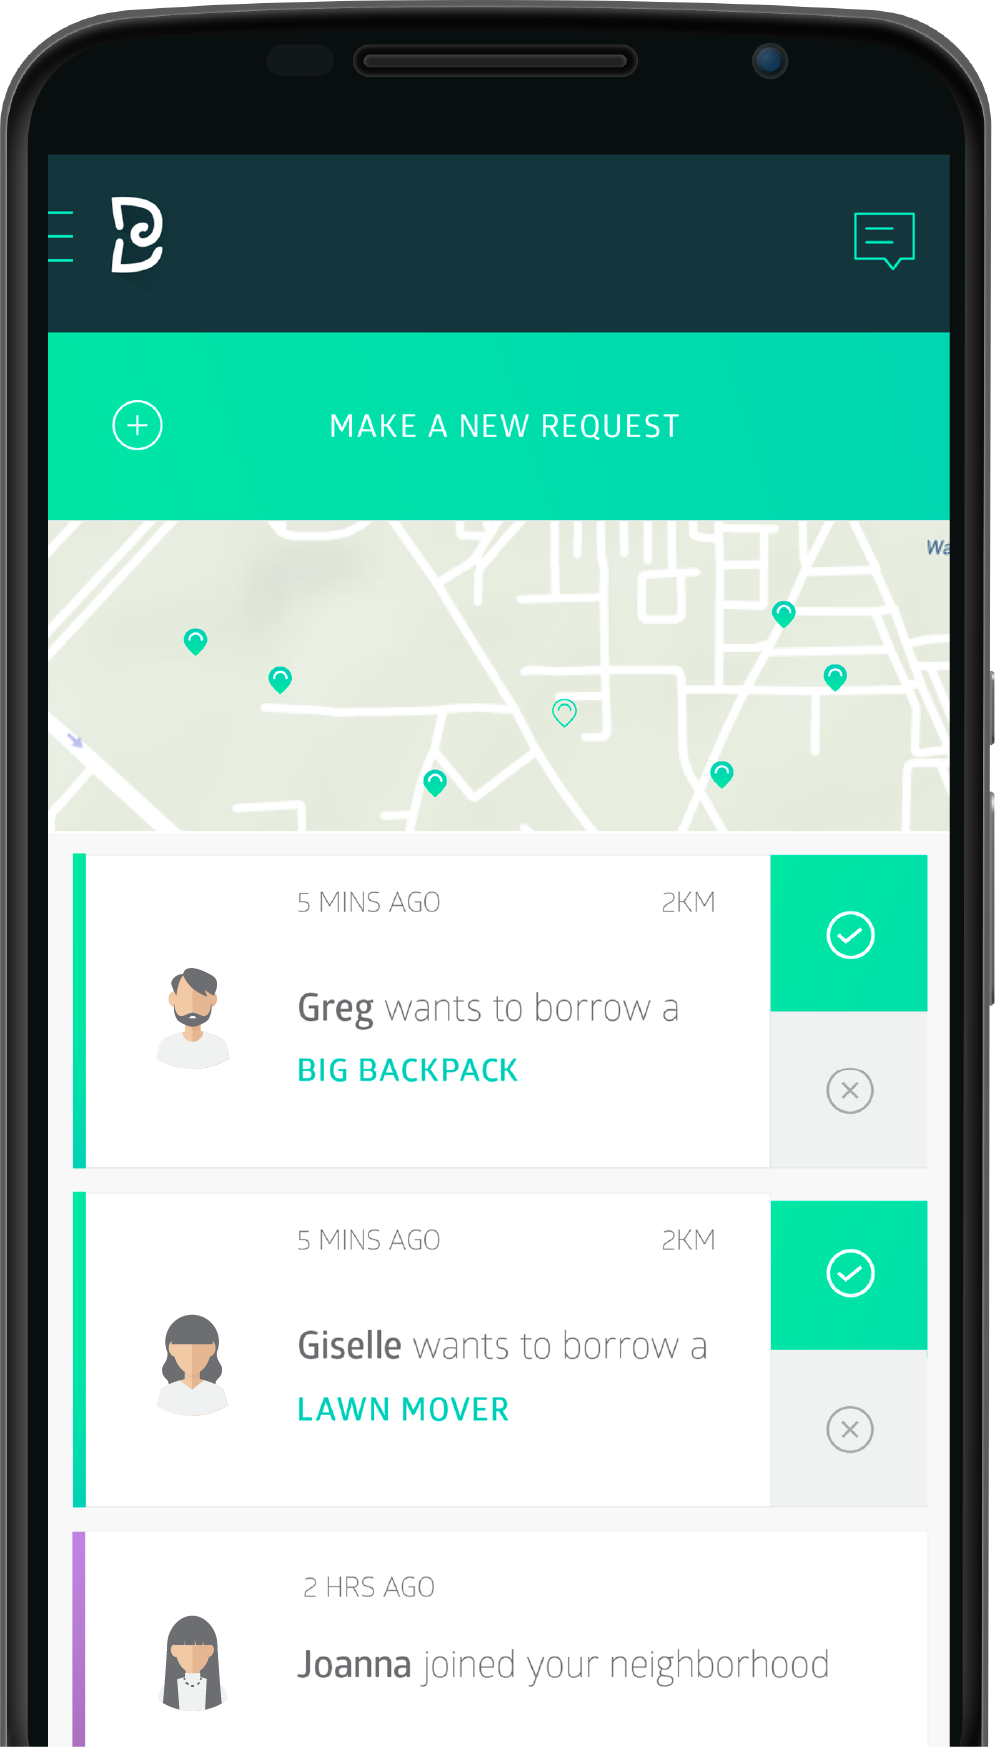 MAKE A NEW REQUEST
Wa
5 MINS AGO 2KM
Greg wants to borrow a
BIG BACKPACK
5 MINS AGO 2KM
Giselle wants to borrow a
LAWN MOVER
2 HRS AGO
Joanna joined your neighborhood